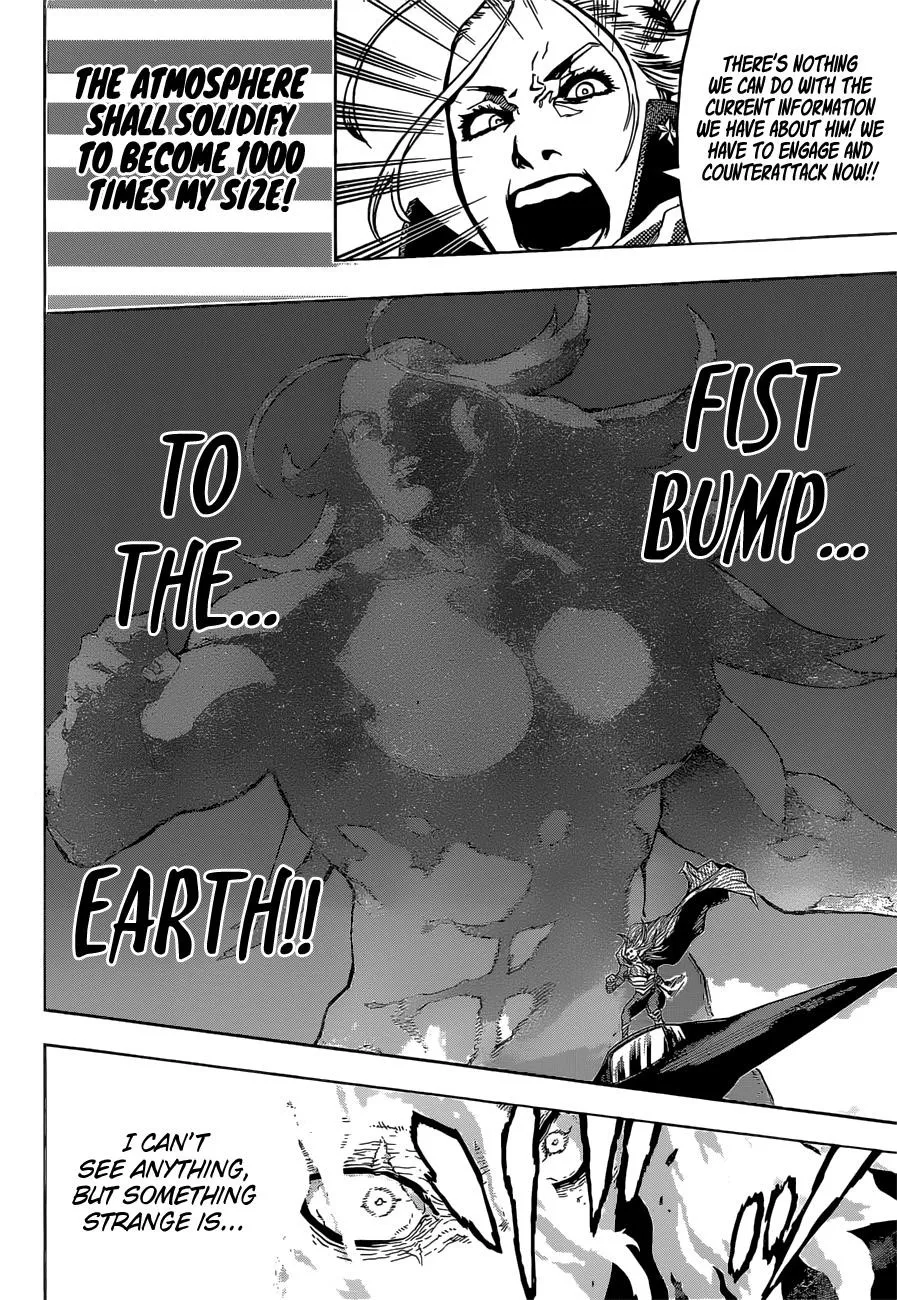 THERE'S NOTHING
WE CAN DO WITH THE
CURRENT INFORMATION
WE HAVE ABOUT HIM! WE
HAVE TO ENGAGE AND
COUNTERATTACK NOW!!
THE ATMOSPHERE
SHALL SOLIDIFY
TO BECOME 1000
TIMES MY SIZE!
FIST
BUMP...
TO
THE...
EARTH!!
I CAN'T
SEE ANYTHING,
BUT SOMETHING
STRANGE IS...